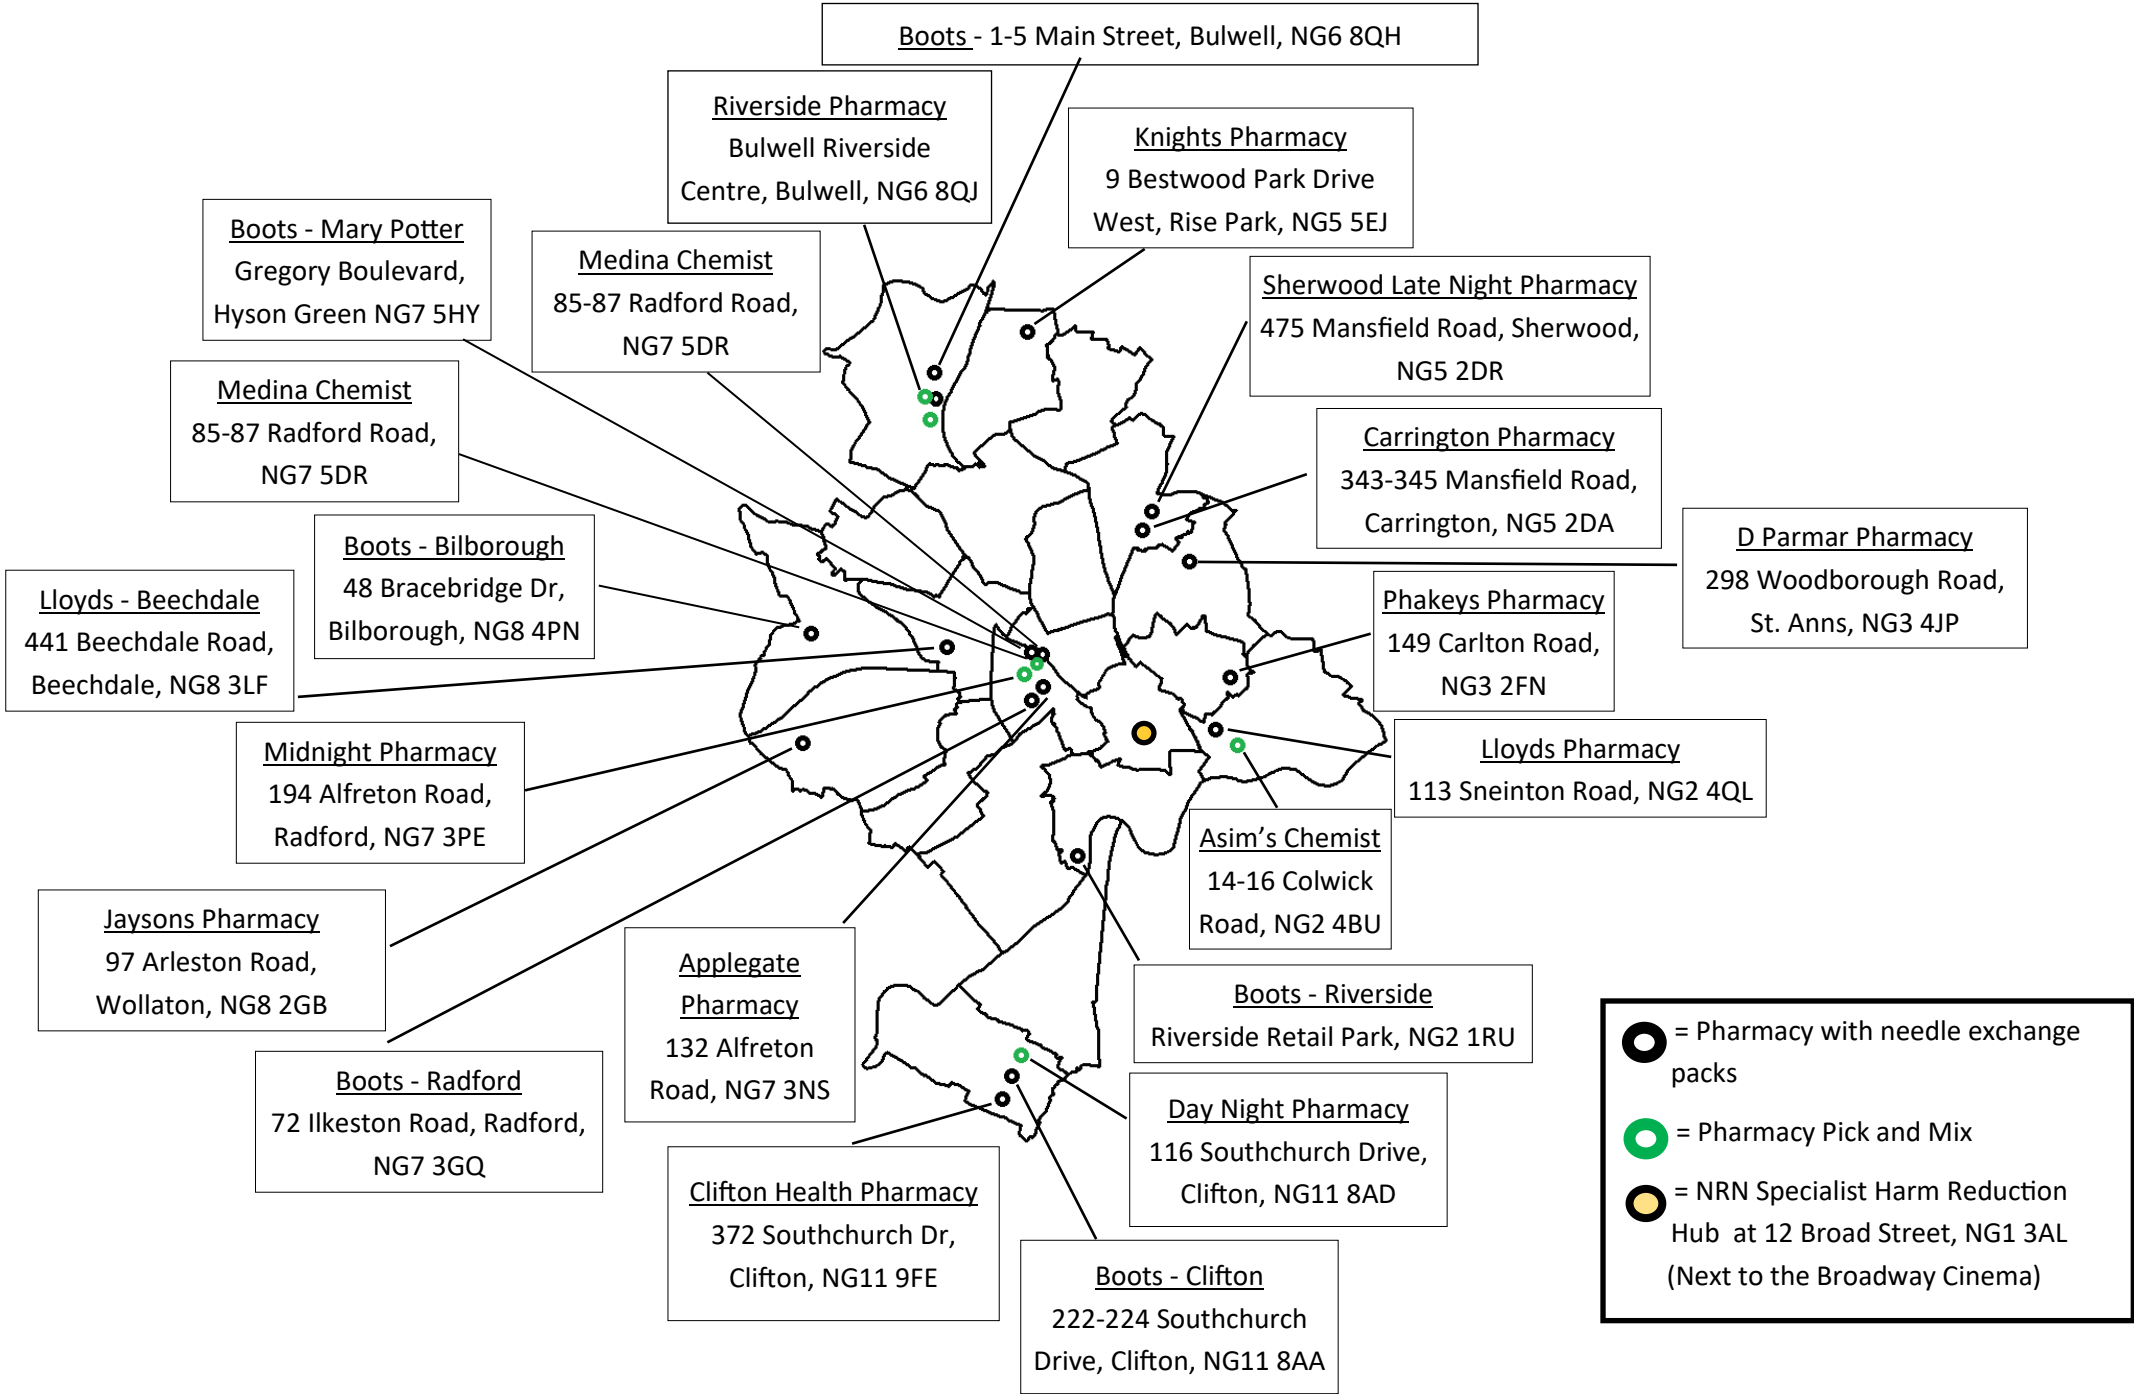 Boots - 1-5 Main Street, Bulwell, NG6 8QH
Riverside Pharmacy
Bulwell Riverside
Centre, Bulwell, NG6 8QJ
Knights Pharmacy
9 Bestwood Park Drive
West, Rise Park, NG5 5EJ
Boots - Mary Potter
Gregory Boulevard,
Hyson Green NG7 5HY
Medina Chemist
85-87 Radford Road,
NG7 5DR
Sherwood Late Night Pharmacy
475 Mansfield Road, Sherwood,
NG5 2DR
Medina Chemist
85-87 Radford Road,
NG7 5DR
Carrington Pharmacy
343-345 Mansfield Road,
Carrington, NG5 2DA
Boots - Bilborough
48 Bracebridge Dr,
Bilborough, NG8 4PN
D Parmar Pharmacy
298 Woodborough Road,
St. Anns, NG3 4JP
Lloyds - Beechdale
441 Beechdale Road,
Beechdale, NG8 3LF
Phakeys Pharmacy
149 Carlton Road,
NG3 2FN
Midnight Pharmacy
194 Alfreton Road,
Radford, NG7 3PE
Lloyds Pharmacy
113 Sneinton Road, NG2 4QL
Asim's Chemist
14-16 Colwick
Road, NG2 4BU
Jaysons Pharmacy
97 Arleston Road,
Wollaton, NG8 2GB
Applegate
Pharmacy
132 Alfreton
Road, NG7 3NS
Boots - Riverside
Riverside Retail Park, NG2 1RU
Boots - Radford
72 Ilkeston Road, Radford,
NG7 3GQ
Day Night Pharmacy
116 Southchurch Drive,
Clifton, NG11 8AD
Clifton Health Pharmacy
372 Southchurch Dr,
Clifton, NG11 9FE
Boots - Clifton
222-224 Southchurch
Drive, Clifton, NG11 8AA
= Pharmacy with needle exchange
packs
= Pharmacy Pick and Mix
= NRN Specialist Harm Reduction
Hub at 12 Broad Street, NG1 3AL
(Next to the Broadway Cinema)